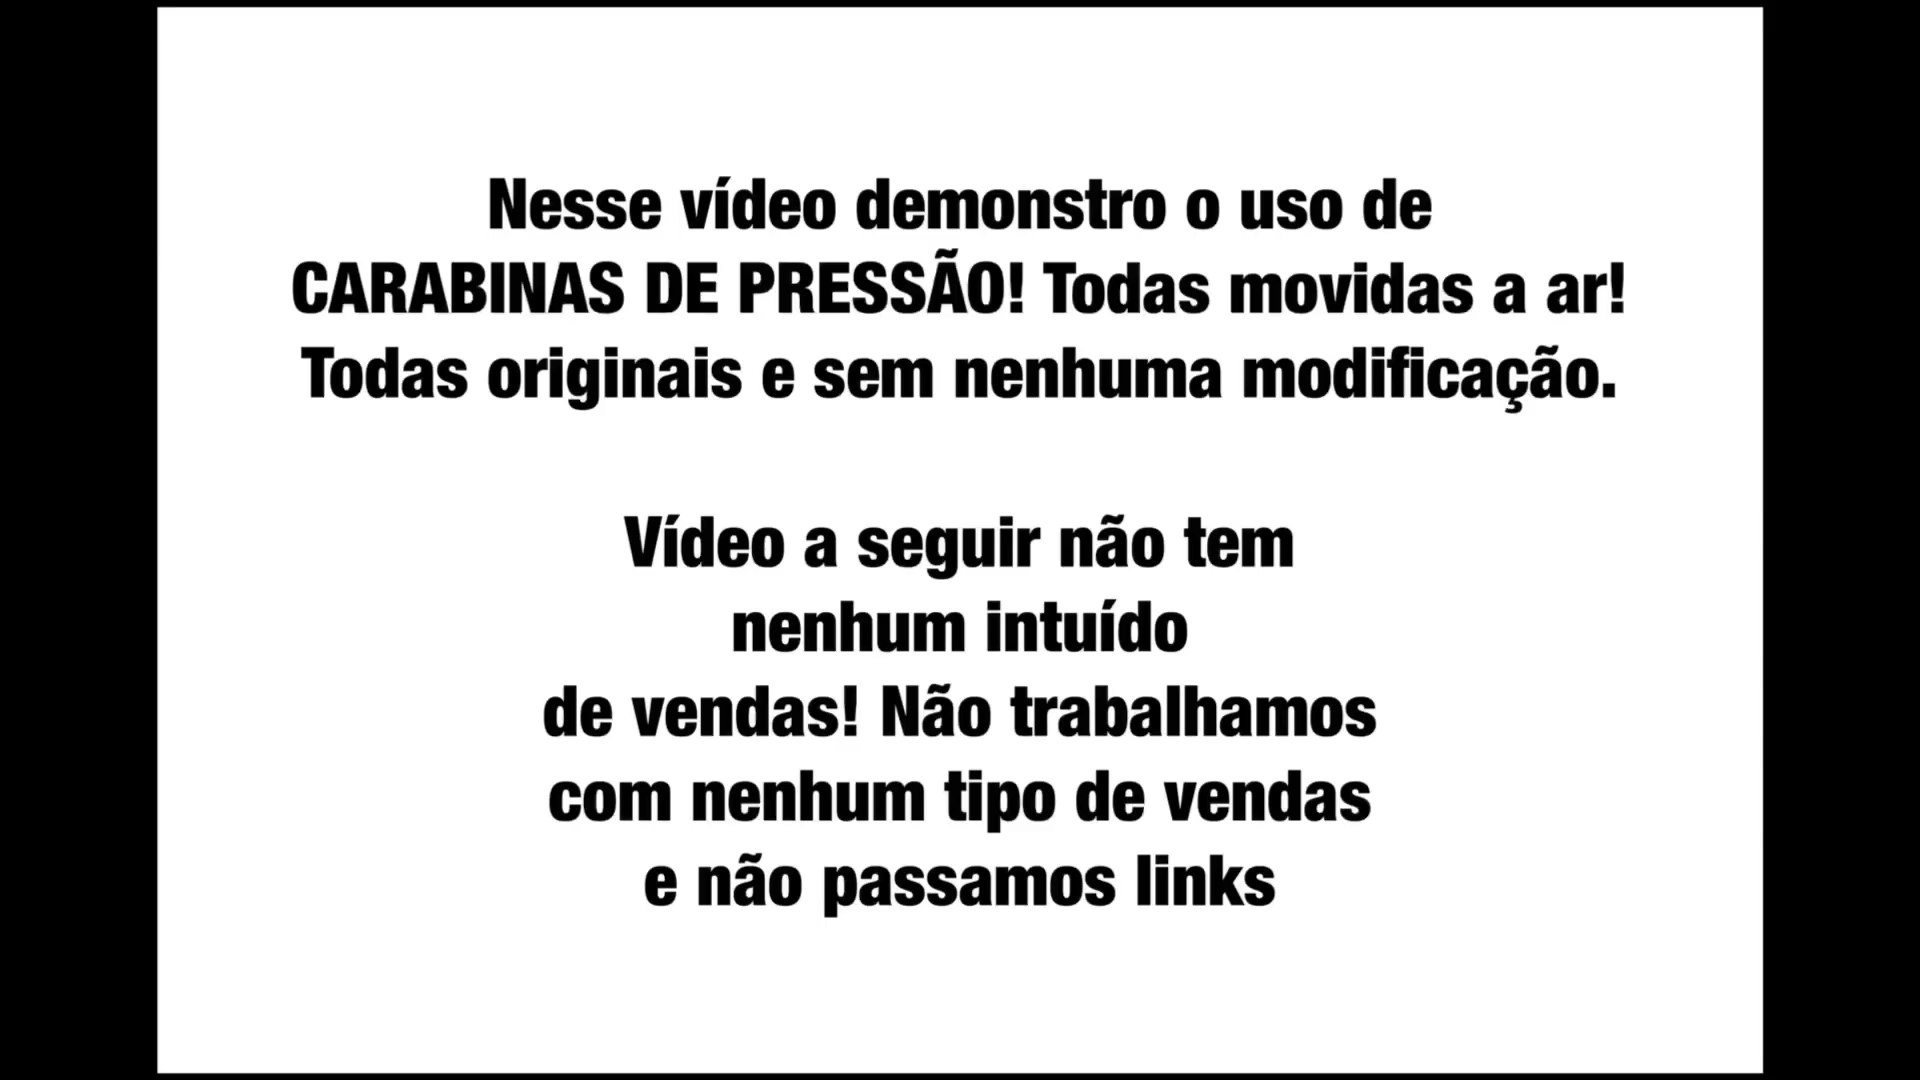 Nesse vídeo demonstro o uso de
CARABINAS DE PRESSÃO! Todas movidas a ar!
Todas originais e sem nenhuma modificação.
Vídeo a seguir não tem
nenhum intuído
de vendas! Não trabalhamos
com nenhum tipo de vendas
e não passamos links